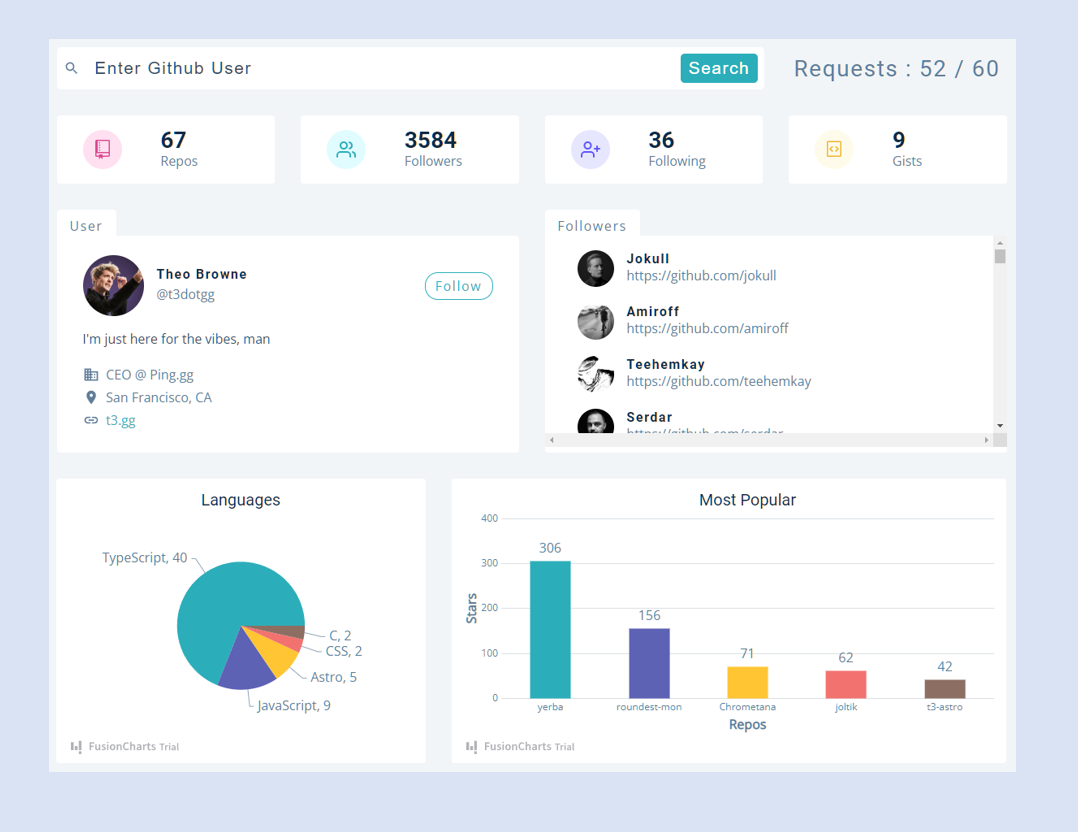 Enter Github User
Search
Requests : 52 / 60
67
Repos
3584
Followers
36
Following
9
Gists
User
Theo Browne
@t3dotgg
Follow
I'm just here for the vibes, man
CEO @ Ping.gg
San Francisco, CA
t3.gg
Followers
Jokull
https://github.com/jokull
Amiroff
https://github.com/amiroff
Teehemkay
https://github.com/teehemkay
Serdar
https://github.com/serdar
Languages
TypeScript, 40
C, 2
CSS, 2
Astro, 5
JavaScript, 9
FusionCharts Trial
Most Popular
400
300
200
100
0
Stars
306
156
71
62
42
yerba
roundest-mon
Chrometana
joltik
t3-astro
Repos
FusionCharts Trial